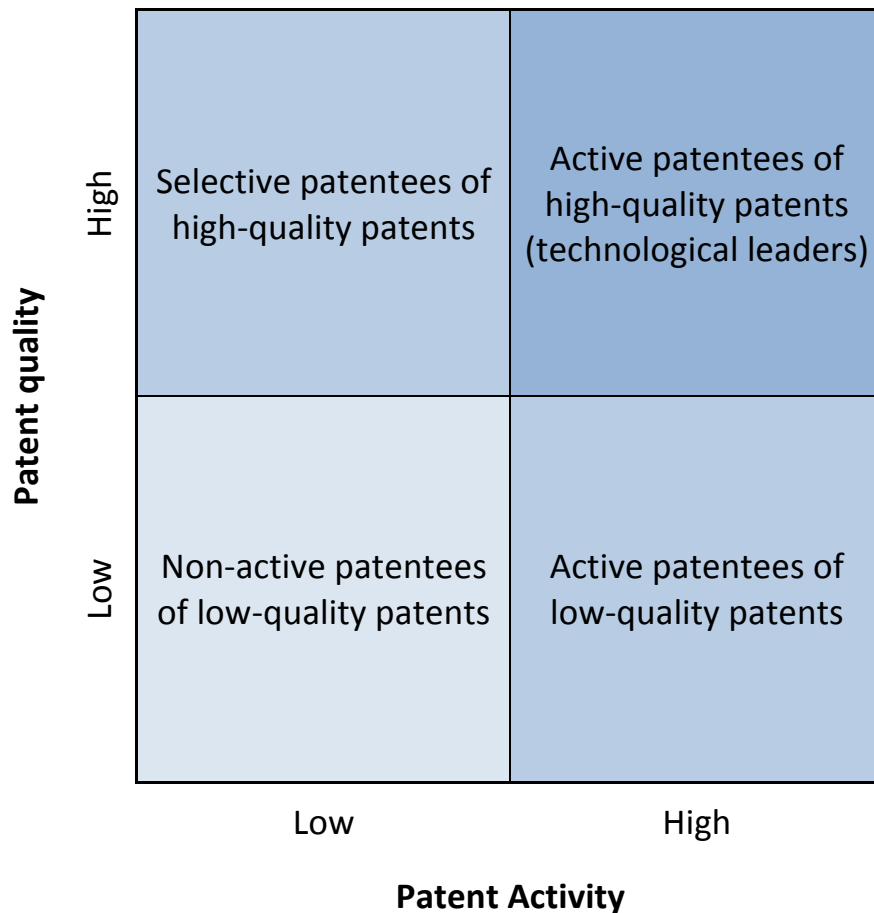 Patent quality
High
Selective patentees of
high-quality patents
Active patentees of
high-quality patents
(technological leaders)
Low
Non-active patentees
of low-quality patents
Active patentees of
low-quality patents
Low
High
Patent Activity